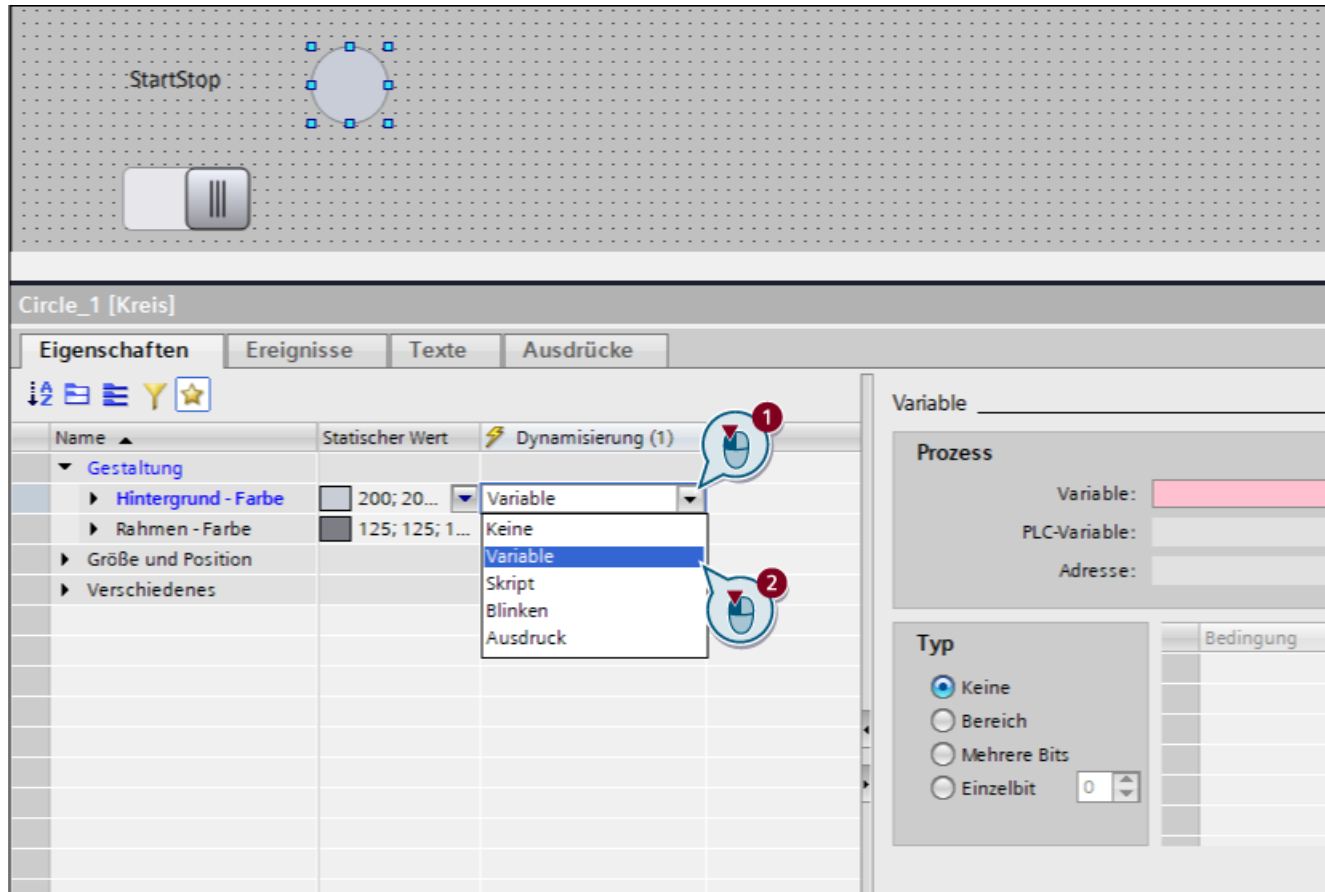 StartStop
Circle_1 [Kreis]
Eigenschaften Ereignisse Texte Ausdrücke
Name Statischer Wert Dynamisierung (1)
1
Gestaltung
Hintergrund - Farbe 200; 20... Variable
Rahmen - Farbe 125; 125; 1... Keine
Größe und Position Variable
Verschiedenes Skript
2
Blinken
Ausdruck
Variable
Prozess
Variable:
PLC-Variable:
Adresse:
Typ
Keine
Bereich
Mehrere Bits
Einzelbit 0
Bedingung